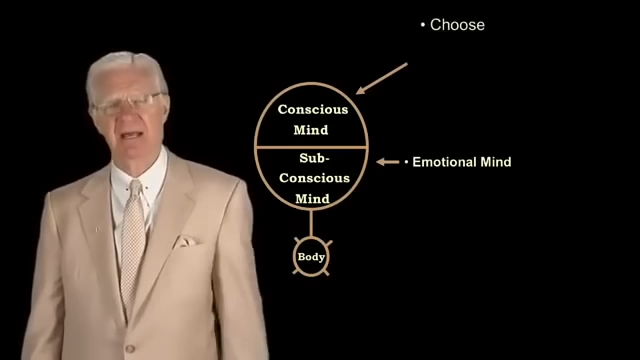 • Choose
Conscious
Mind
Sub-
Conscious
Mind
• Emotional Mind
Body